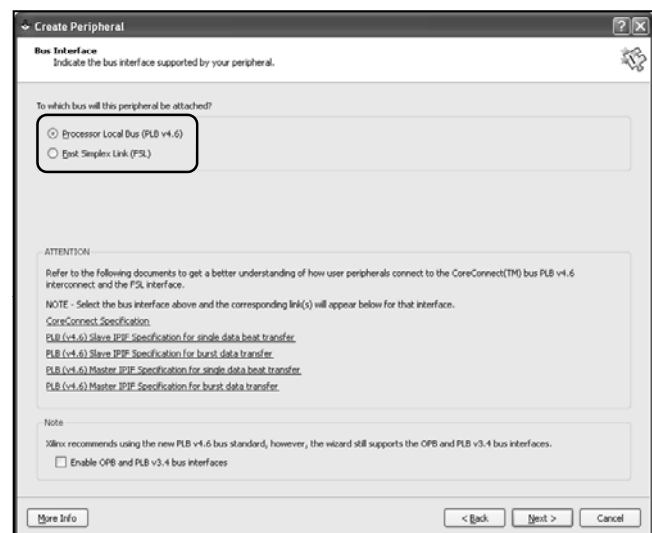 Create Peripheral
Bus Interface
Indicate the bus interface supported by your peripheral.
To which bus will this peripheral be attached?
Processor Local Bus (PLB v4.6)
Fast Simplex Link (FSL)
ATTENTION
Refer to the following documents to get a better understanding of how user peripherals connect to the CoreConnect(TM) bus PLB v4.6
interconnect and the FSL interface.
NOTE - Select the bus interface above and the corresponding link(s) will appear below for that interface.
CoreConnect Specification
PLB (v4.6) Slave IPIF Specification for single data beat transfer
PLB (v4.6) Slave IPIF Specification for burst data transfer
PLB (v4.6) Master IPIF Specification for single data beat transfer
PLB (v4.6) Master IPIF Specification for burst data transfer
Note
Xilinx recommends using the new PLB v4.6 bus standard, however, the wizard still supports the OPB and PLB v3.4 bus interfaces.
Enable OPB and PLB v3.4 bus interfaces
More Info < Back Next > Cancel